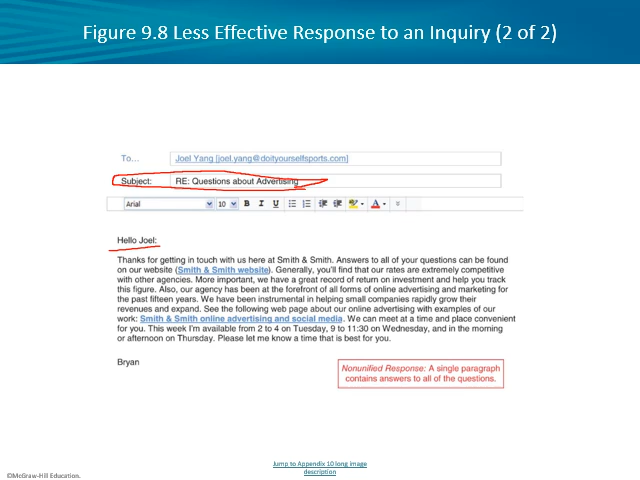 Figure 9.8 Less Effective Response to an Inquiry (2 of 2)
To... Joel Yang [joel.yang@doityourselfsports.com]
Subject: RE: Questions about Advertising
Arial 10 B I U A
Hello Joel:
Thanks for getting in touch with us here at Smith & Smith. Answers to all of your questions can be found
on our website (Smith & Smith website). Generally, you'll find that our rates are extremely competitive
with other agencies. More important, we have a great record of return on investment and help you track
this figure. Also, our agency has been at the forefront of all forms of online advertising and marketing for
the past fifteen years. We have been instrumental in helping small companies rapidly grow their
revenues and expand. See the following web page about our online advertising with examples of our
work: Smith & Smith online advertising and social media. We can meet at a time and place convenient
for you. This week I'm available from 2 to 4 on Tuesday, 9 to 11:30 on Wednesday, and in the morning
or afternoon on Thursday. Please let me know a time that is best for you.
Bryan
Nonunified Response: A single paragraph
contains answers to all of the questions.
Jump to Appendix 10 long image
description
©McGraw-Hill Education.